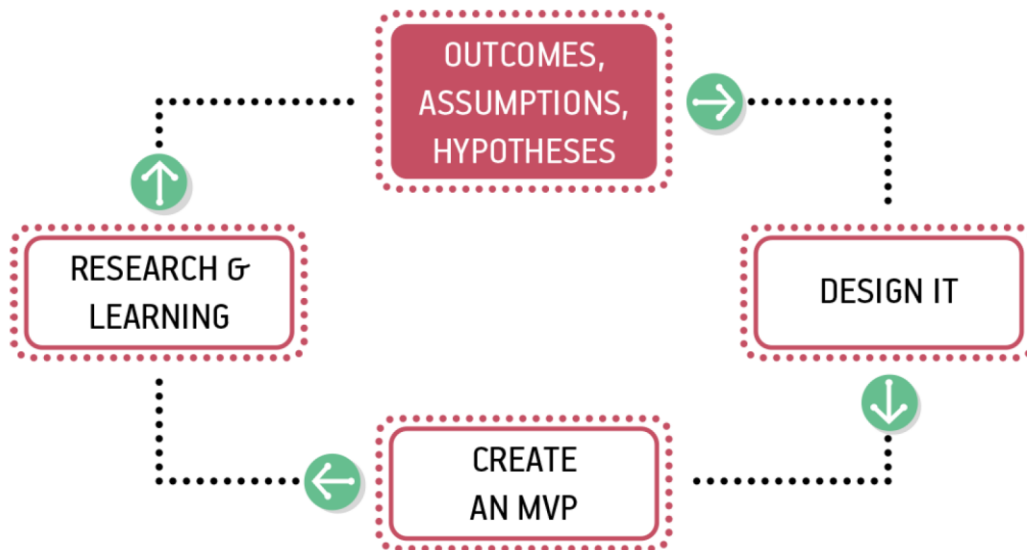 OUTCOMES,
ASSUMPTIONS,
HYPOTHESES
RESEARCH &
LEARNING
DESIGN IT
CREATE
AN MVP